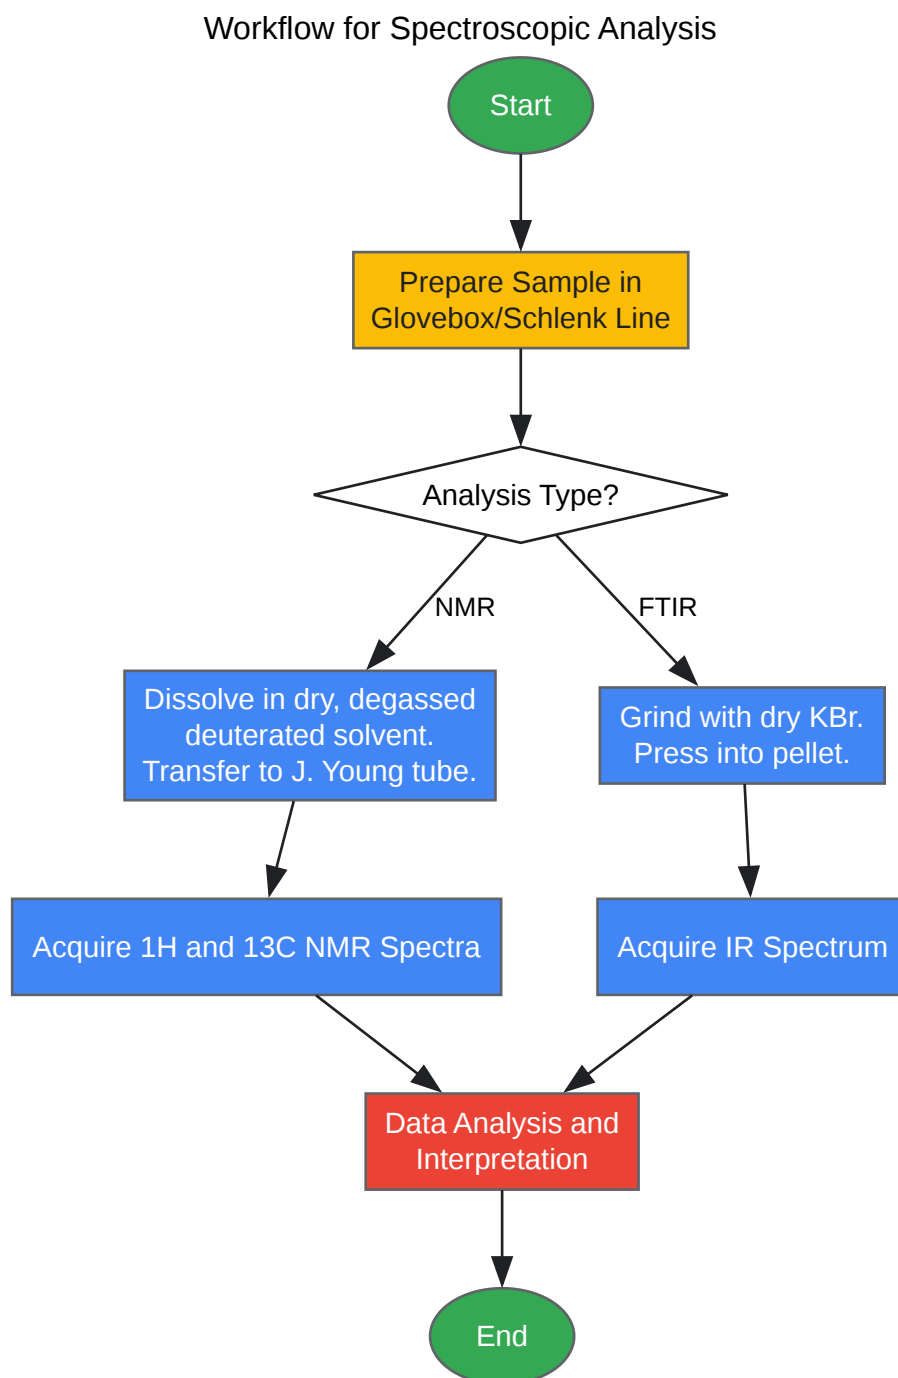 Workflow for Spectroscopic Analysis
Start
Prepare Sample in
Glovebox/Schlenk Line
Analysis Type?
NMR
FTIR
Dissolve in dry, degassed
deuterated solvent.
Transfer to J. Young tube.
Grind with dry KBr.
Press into pellet.
Acquire 1H and 13C NMR Spectra
Acquire IR Spectrum
Data Analysis and
Interpretation
End